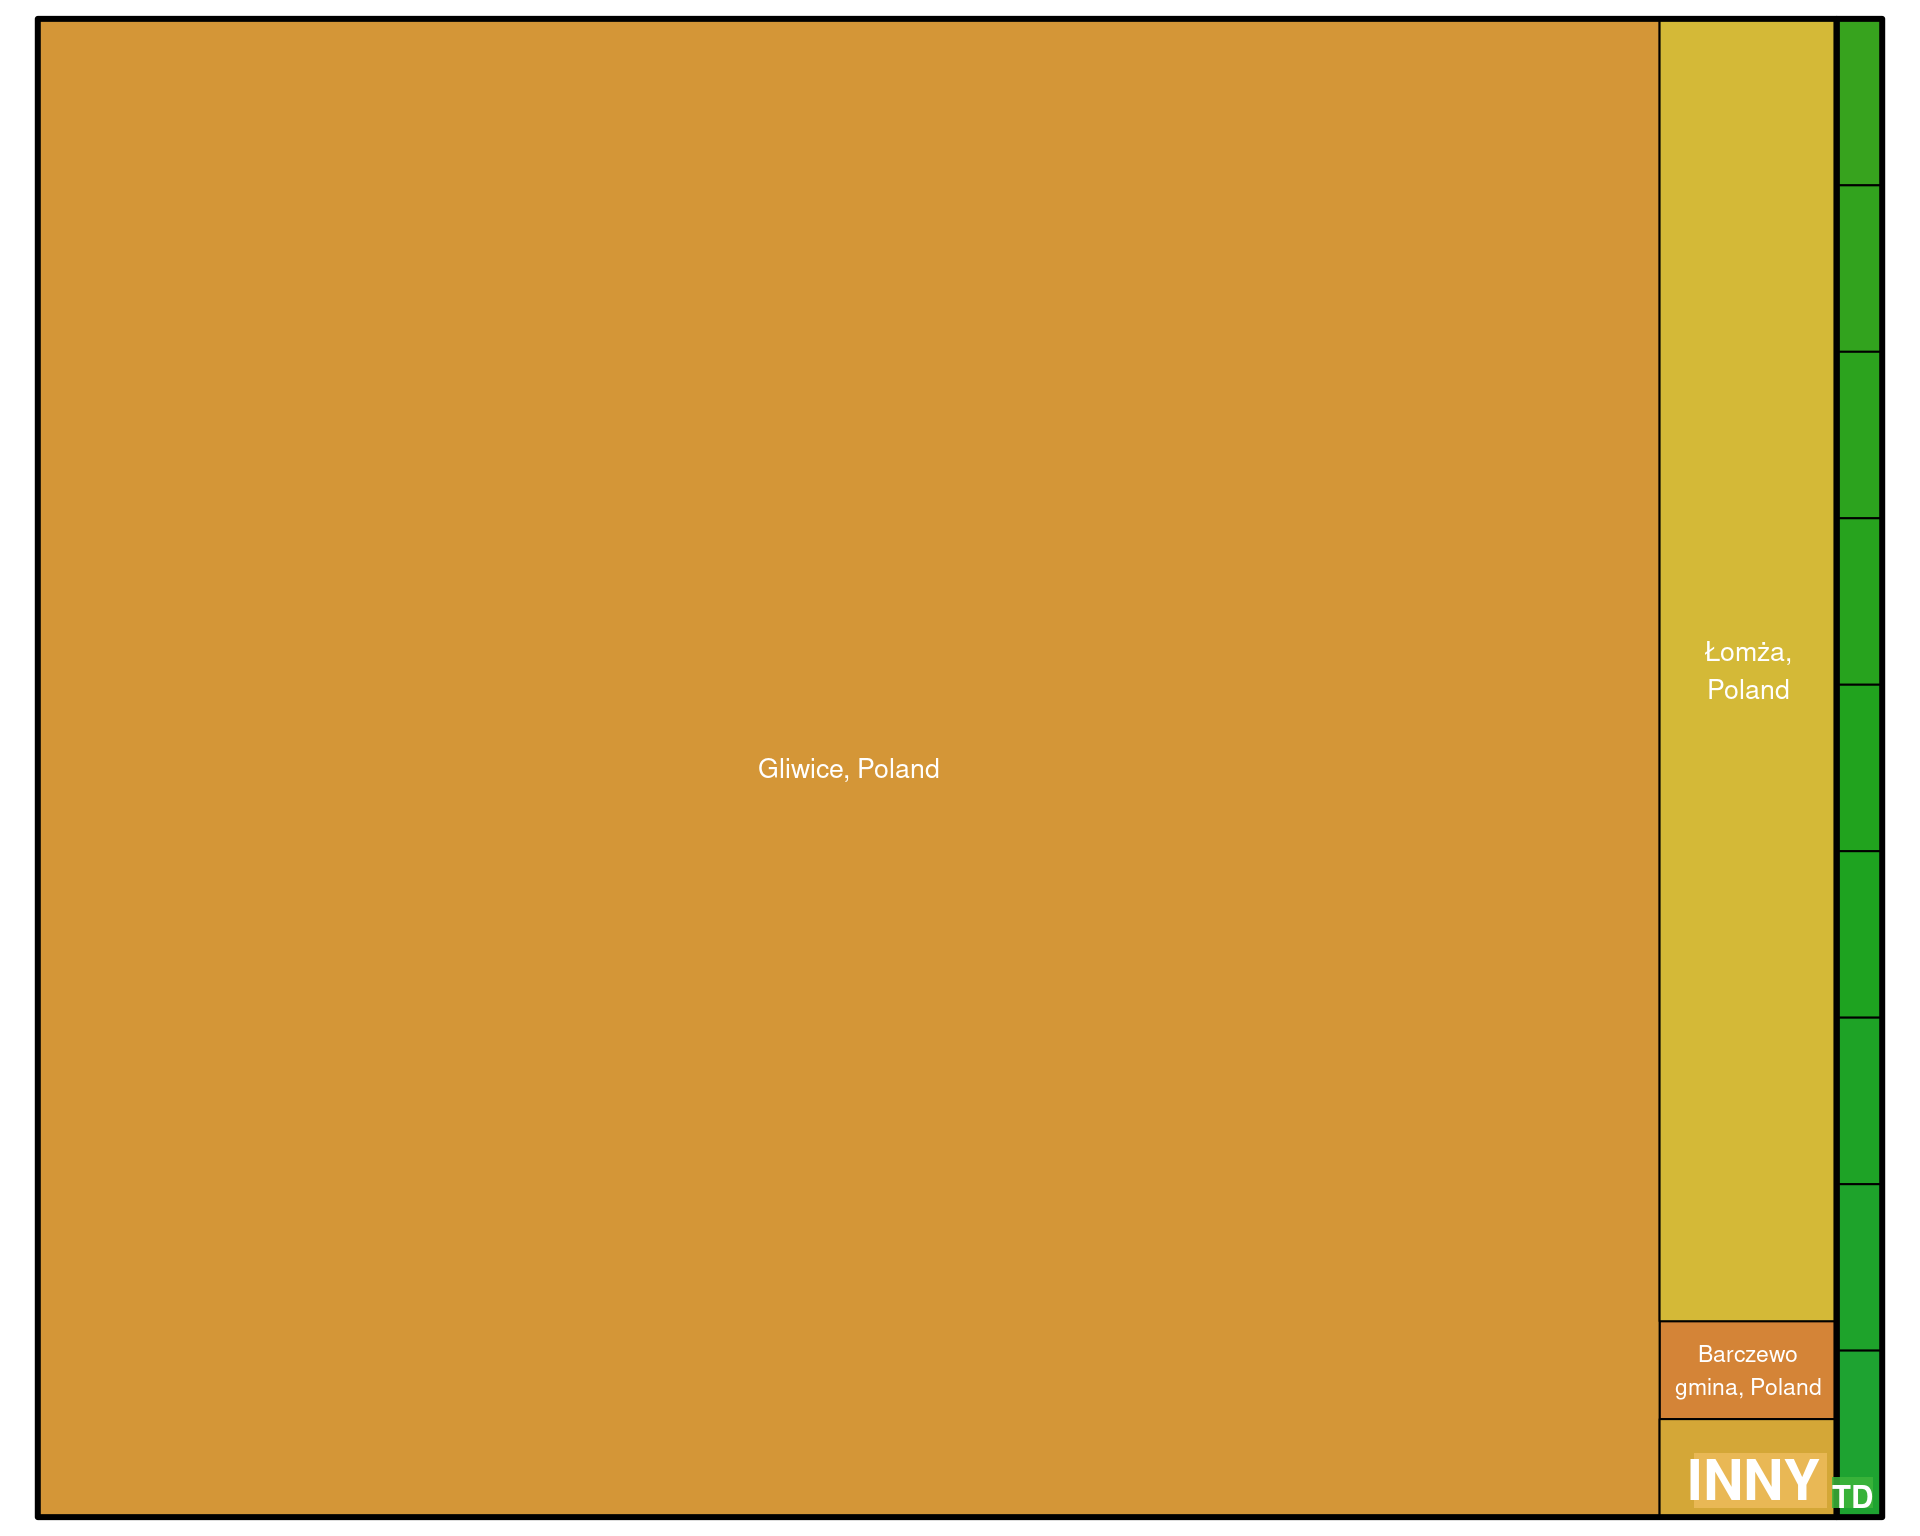 Gliwice, Poland
Łomża,
Poland
Barczewo
gmina, Poland
INNY
TD